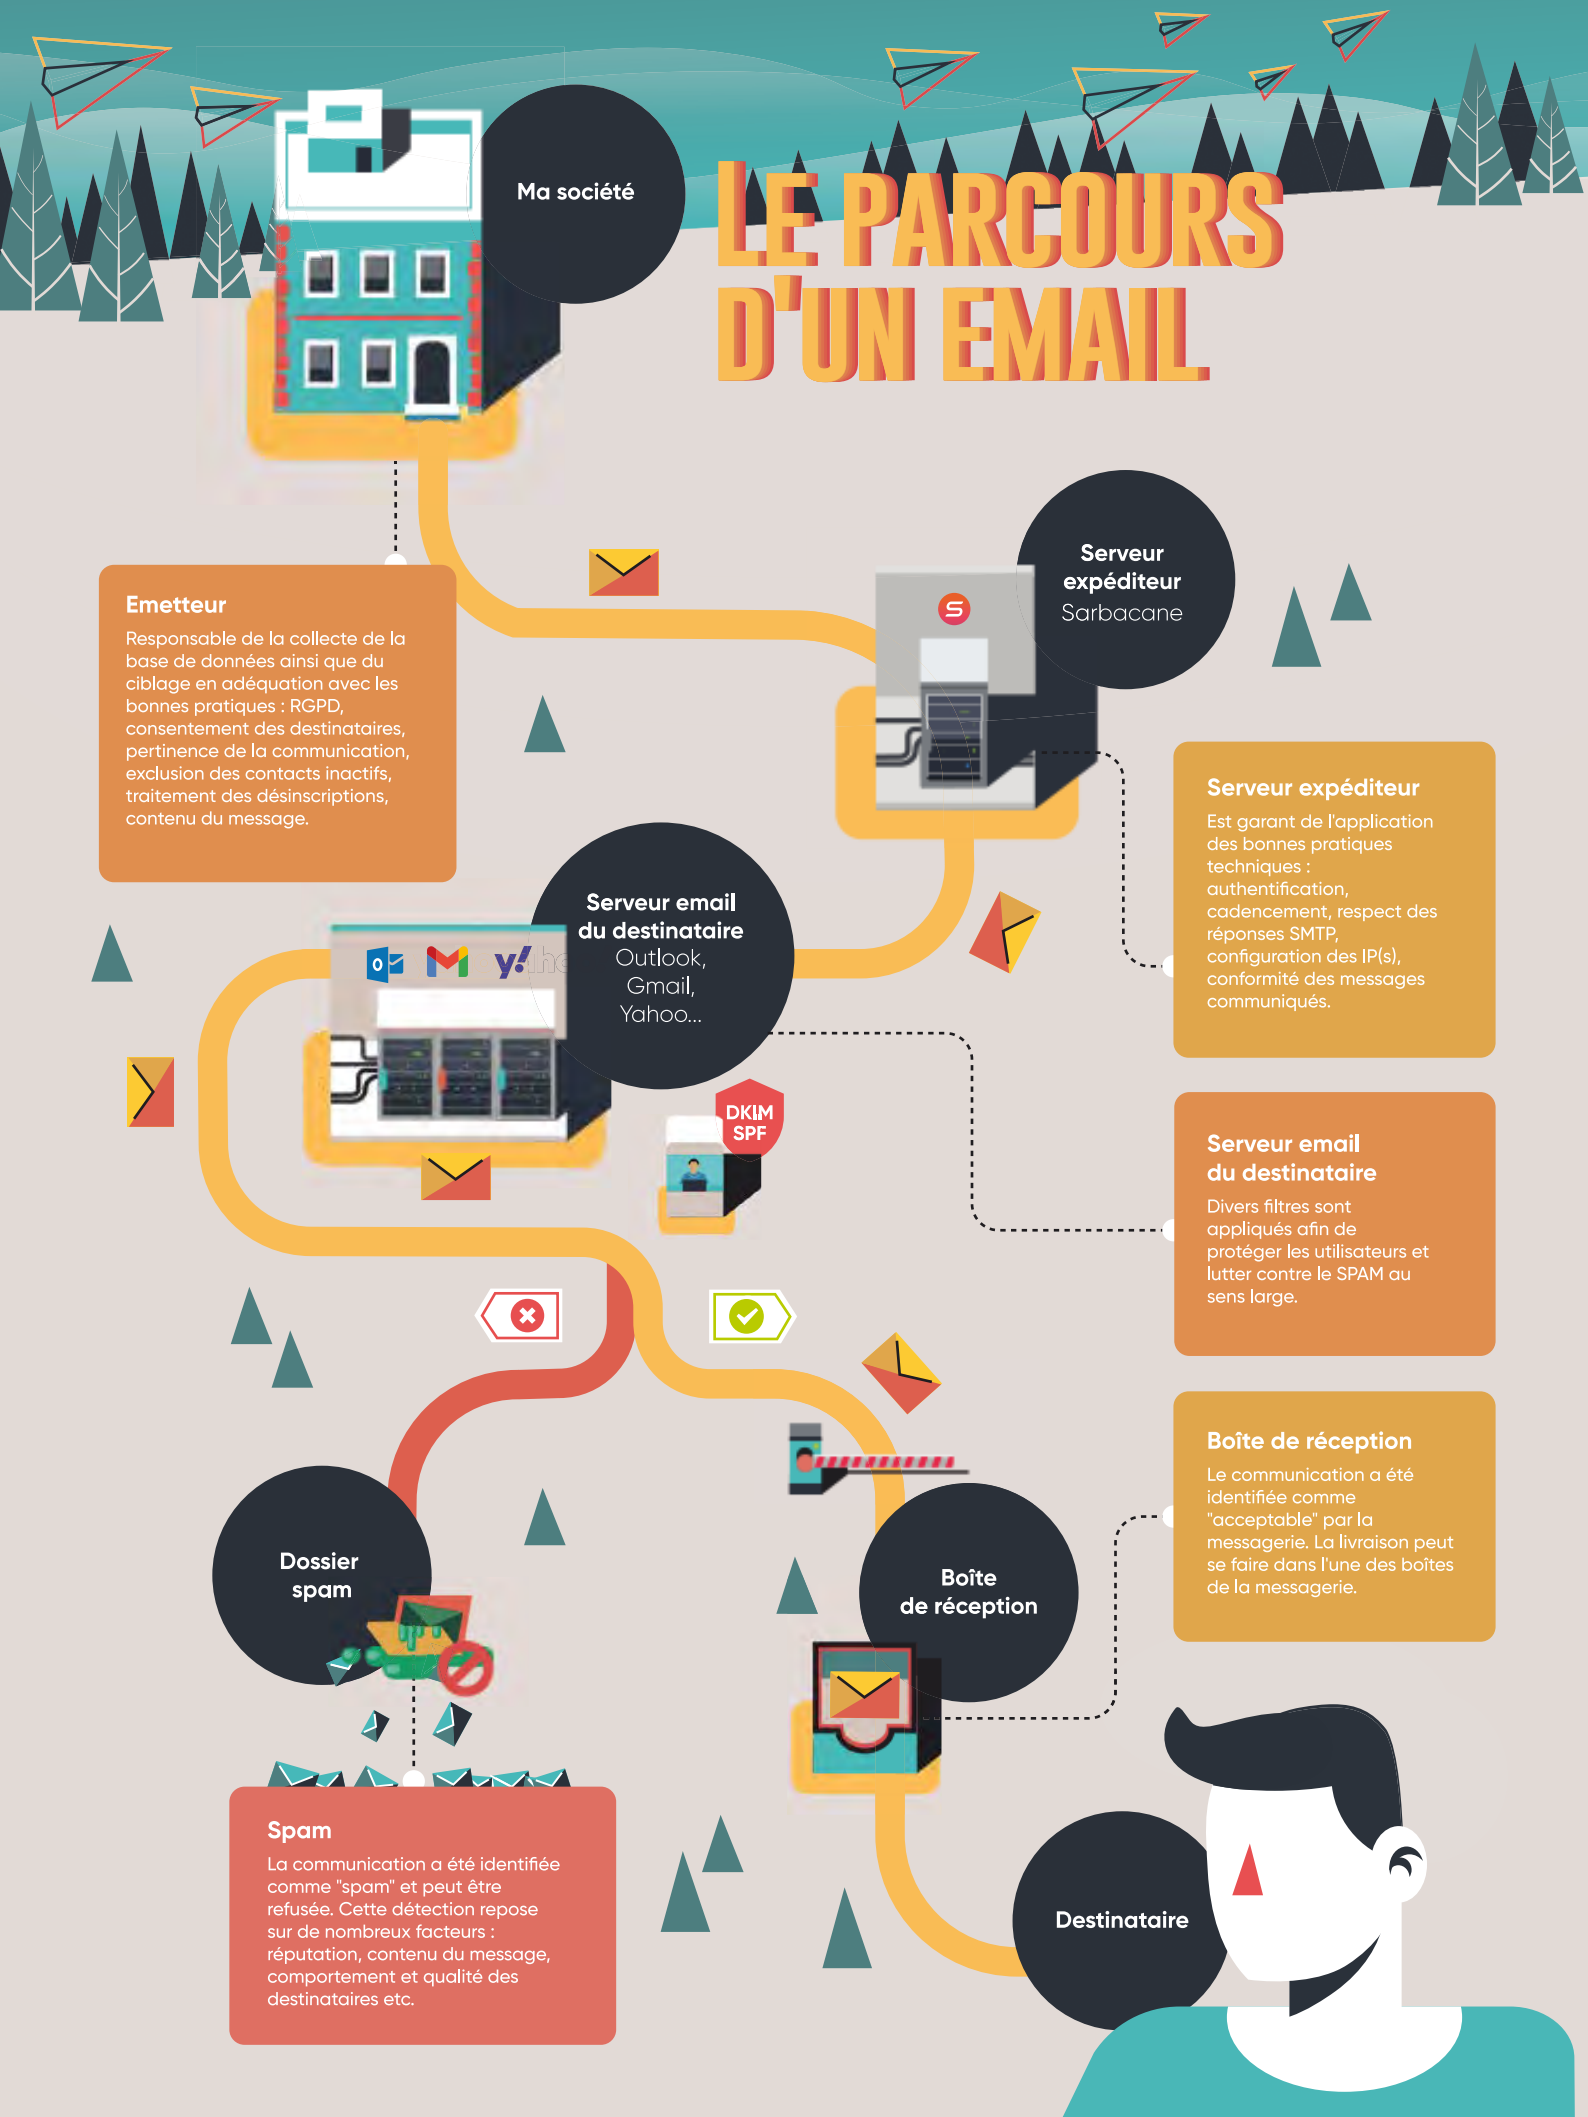 Ma société
LE PARCOURS
D'UN EMAIL
Serveur
expéditeur
Sarbacane
S
Emetteur
Responsable de la collecte de la
base de données ainsi que du
ciblage en adéquation avec les
bonnes pratiques : RGPD,
consentement des destinataires,
pertinence de la communication,
exclusion des contacts inactifs,
traitement des désinscriptions,
contenu du message.
Serveur expéditeur
Est garant de l'application
des bonnes pratiques
techniques :
authentification,
cadencement, respect des
réponses SMTP,
configuration des IP(s),
conformité des messages
communiqués.
Serveur email
du destinataire
Outlook,
Gmail,
Yahoo...
DKIM
SPF
Serveur email
du destinataire
Divers filtres sont
appliqués afin de
protéger les utilisateurs et
lutter contre le SPAM au
sens large.
Boîte de réception
Le communication a été
identifiée comme
"acceptable" par la
messagerie. La livraison peut
se faire dans l'une des boîtes
de la messagerie.
Dossier
spam
Boîte
de réception
Spam
La communication a été identifiée
comme "spam" et peut être
refusée. Cette détection repose
sur de nombreux facteurs :
réputation, contenu du message,
comportement et qualité des
destinataires etc.
Destinataire